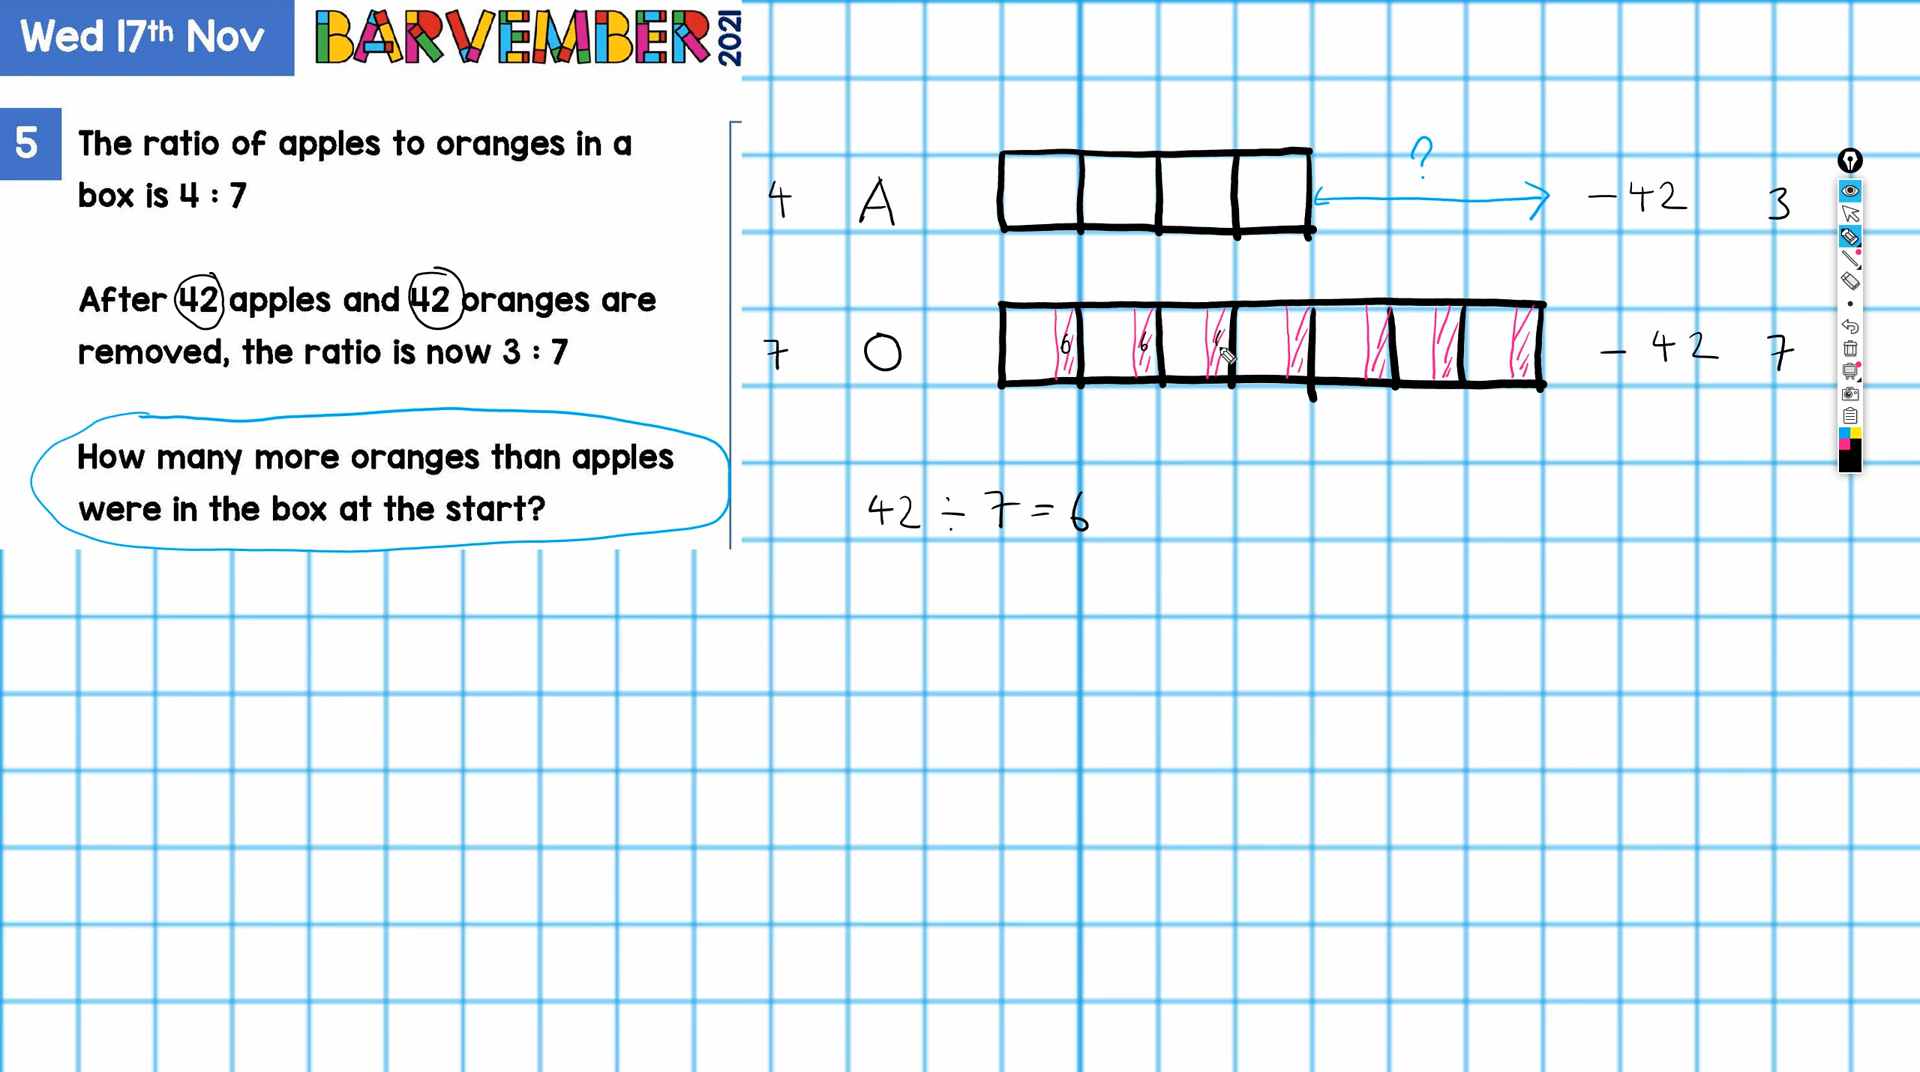 Wed 17th Nov
BARVEMBER 2021
5
The ratio of apples to oranges in a
box is 4 : 7
After 42 apples and 42 oranges are
removed, the ratio is now 3 : 7
How many more oranges than apples
were in the box at the start?
?
4 A - 42 3
7 O 6 6 - 42 7
42 ÷ 7 = 6